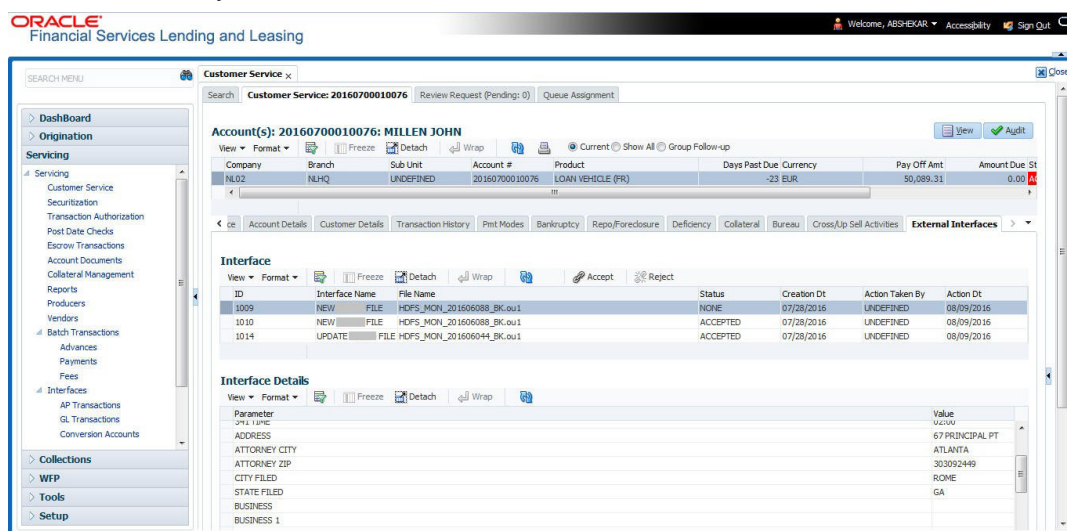 ORACLE
Financial Services Lending and Leasing
Welcome, ABSHEKAR Accessibility Sign Out
SEARCH MENU
Customer Service x
Close
Search Customer Service: 20160700010076 Review Request (Pending: 0) Queue Assignment
DashBoard
Origination
Servicing
Servicing
Customer Service
Securitization
Transaction Authorization
Post Date Checks
Escrow Transactions
Account Documents
Collateral Management
Reports
Producers
Vendors
Batch Transactions
Advances
Payments
Fees
Interfaces
AP Transactions
GL Transactions
Conversion Accounts
Collections
WFP
Tools
Setup
Account(s): 20160700010076: MILLEN JOHN
View Audit
View Format Freeze Detach Wrap Current Show All Group Follow-up
Company Branch Sub Unit Account # Product Days Past Due Currency Pay Off Amt Amount Due St
NL02 NLHQ UNDEFINED 20160700010076 LOAN VEHICLE (FR) -23 EUR 50,089.31 0.00
ce Account Details Customer Details Transaction History Pmt Modes Bankruptcy Repo/Foreclosure Deficiency Collateral Bureau Cross/Up Sell Activities External Interfaces
Interface
View Format Freeze Detach Wrap Accept Reject
ID Interface Name File Name Status Creation Dt Action Taken By Action Dt
1009 NEW FILE HDFS_MON_201606088_BK.ou1 NONE 07/28/2016 UNDEFINED 08/09/2016
1010 NEW FILE HDFS_MON_201606088_BK.ou1 ACCEPTED 07/28/2016 UNDEFINED 08/09/2016
1014 UPDATE FILE HDFS_MON_201606044_BK.ou1 ACCEPTED 07/28/2016 UNDEFINED 08/09/2016
Interface Details
View Format Freeze Detach Wrap
Parameter Value
341 TIME 02:00
ADDRESS 67 PRINCIPAL PT
ATTORNEY CITY ATLANTA
ATTORNEY ZIP 303092449
CITY FILED ROME
STATE FILED GA
BUSINESS
BUSINESS 1